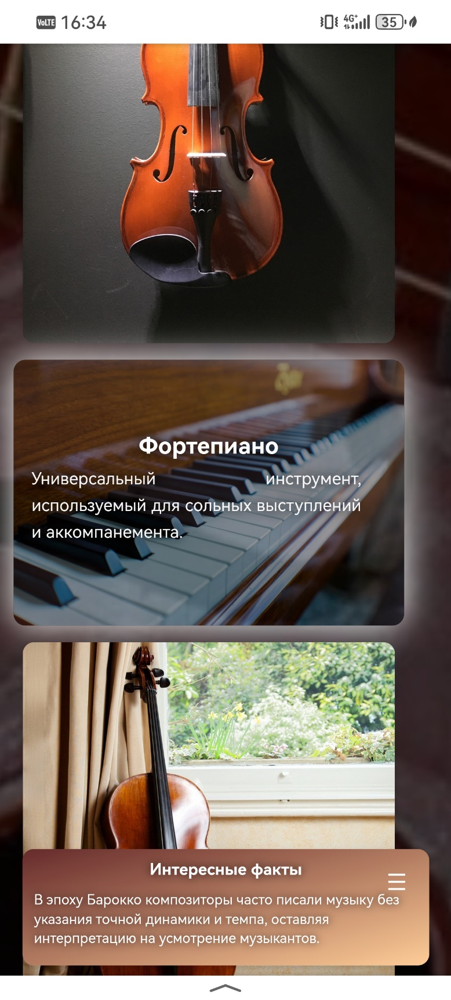 VoLTE 16:34 4G+ 35
Фортепиано
Универсальный инструмент,
используемый для сольных выступлений
и аккомпанемента.
Интересные факты
В эпоху Барокко композиторы часто писали музыку без
указания точной динамики и темпа, оставляя
интерпретацию на усмотрение музыкантов.